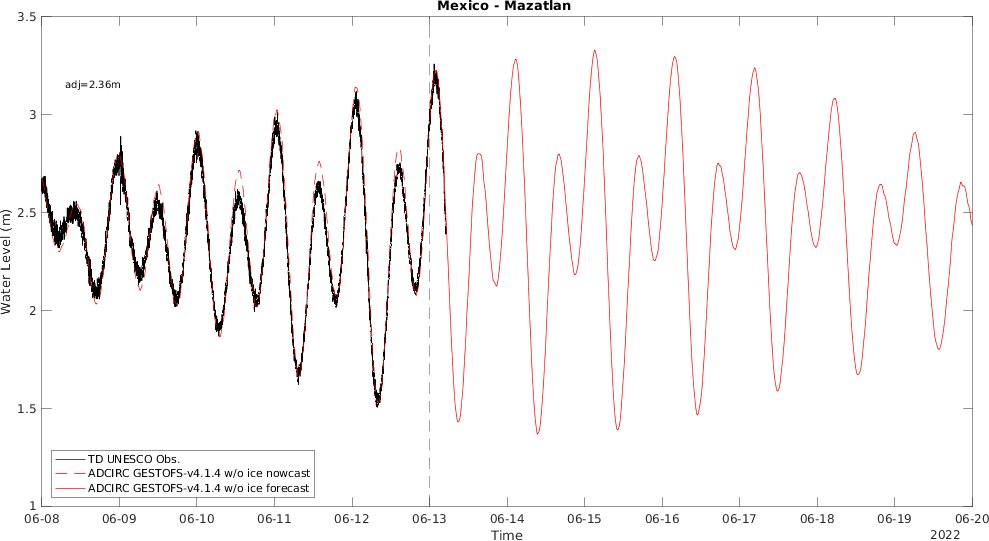 Mexico - Mazatlan
3.5
3
2.5
2
1.5
1
Water Level (m)
adj=2.36m
TD UNESCO Obs.
ADCIRC GESTOFS-v4.1.4 w/o ice nowcast
ADCIRC GESTOFS-v4.1.4 w/o ice forecast
06-08 06-09 06-10 06-11 06-12 06-13 06-14 06-15 06-16 06-17 06-18 06-19 06-20
Time
2022